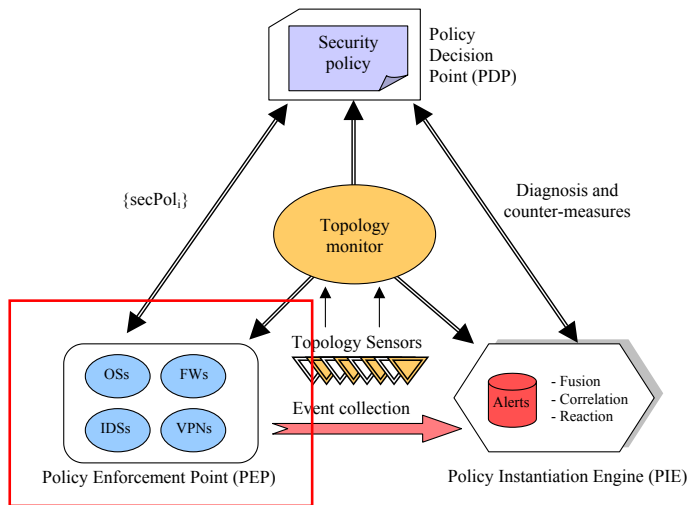 Security
policy
Policy
Decision
Point (PDP)
{secPoli}
Diagnosis and
counter-measures
Topology
monitor
Topology Sensors
OSs
FWs
IDSs
VPNs
Event collection
Alerts
- Fusion
- Correlation
- Reaction
Policy Enforcement Point (PEP)
Policy Instantiation Engine (PIE)